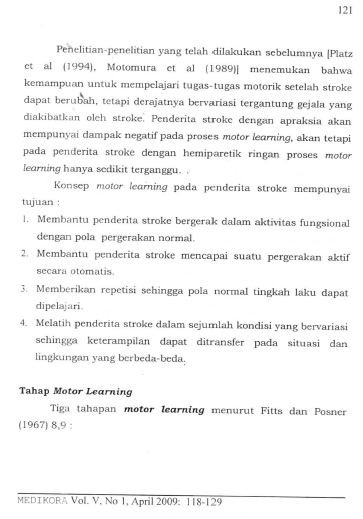 121
Penelitian-penelitian yang telah dilakukan sebelumnya [Platz
et al (1994), Motomura et al (1989)] menemukan bahwa
kemampuan untuk mempelajari tugas-tugas motorik setelah stroke
dapat berubah, tetapi derajatnya bervariasi tergantung gejala yang
diakibatkan oleh stroke. Penderita stroke dengan apraksia akan
mempunyai dampak negatif pada proses motor learning, akan tetapi
pada penderita stroke dengan hemiparetik ringan proses motor
learning hanya sedikit terganggu.
Konsep motor learning pada penderita stroke mempunyai
tujuan :
1. Membantu penderita stroke bergerak dalam aktivitas fungsional
dengan pola pergerakan normal.
2. Membantu penderita stroke mencapai suatu pergerakan aktif
secara otomatis.
3. Memberikan repetisi sehingga pola normal tingkah laku dapat
dipelajari.
4. Melatih penderita stroke dalam sejumlah kondisi yang bervariasi
sehingga keterampilan dapat ditransfer pada situasi dan
lingkungan yang berbeda-beda.
Tahap Motor Learning
Tiga tahapan motor learning menurut Fitts dan Posner
(1967) 8,9 :
MEDIKORA Vol. V, No 1, April 2009: 118-129